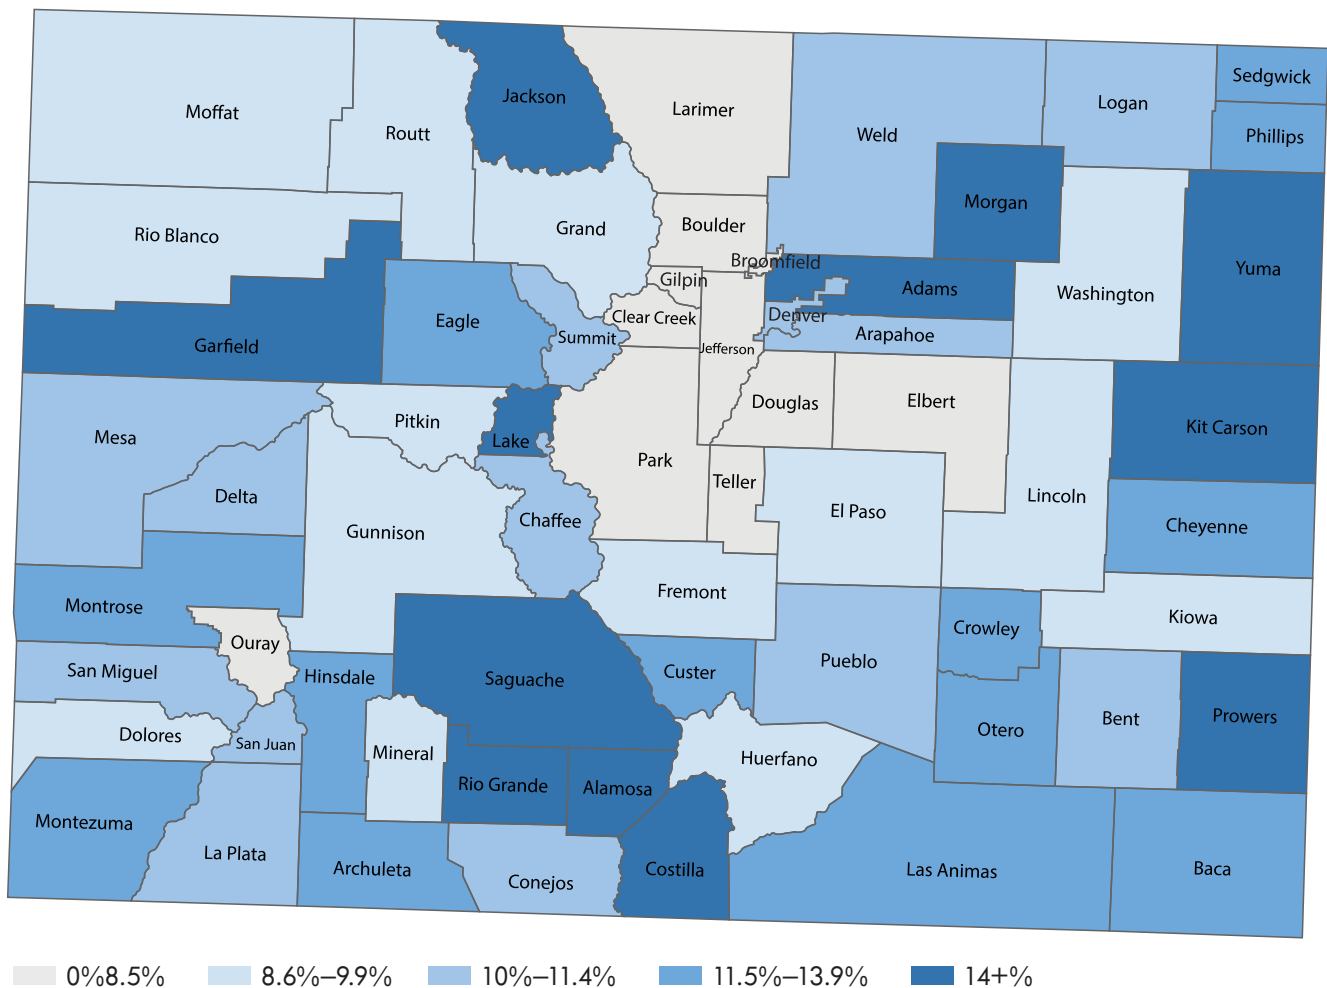 Sedgwick
Jackson
Logan
Larimer
Moffat
Routt
Weld
Phillips
Morgan
Boulder
Grand
Rio Blanco
Broomfield
Yuma
Gilpin
Adams
Washington
Denver
Clear Creek
Eagle
Arapahoe
Summit
Garfield
Jefferson
Elbert
Douglas
Pitkin
Kit Carson
Mesa
Lake
Park
Teller
Delta
Lincoln
El Paso
Chaffee
Cheyenne
Gunnison
Fremont
Montrose
Kiowa
Crowley
Ouray
Pueblo
San Miguel
Custer
Hinsdale
Saguache
Prowers
Bent
Otero
Dolores
San Juan
Mineral
Huerfano
Rio Grande
Alamosa
Montezuma
La Plata
Archuleta
Costilla
Las Animas
Baca
Conejos
0%8.5%
8.6%–9.9%
10%–11.4%
11.5%–13.9%
14+%